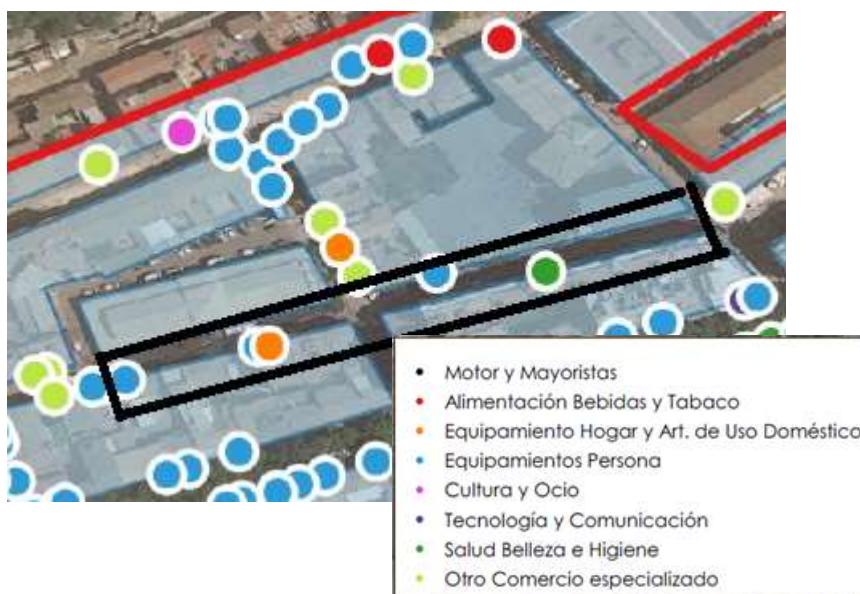 Motor y Mayoristas
Alimentación Bebidas y Tabaco
Equipamiento Hogar y Art. de Uso Doméstico
Equipamientos Persona
Cultura y Ocio
Tecnología y Comunicación
Salud Belleza e Higiene
Otro Comercio especializado